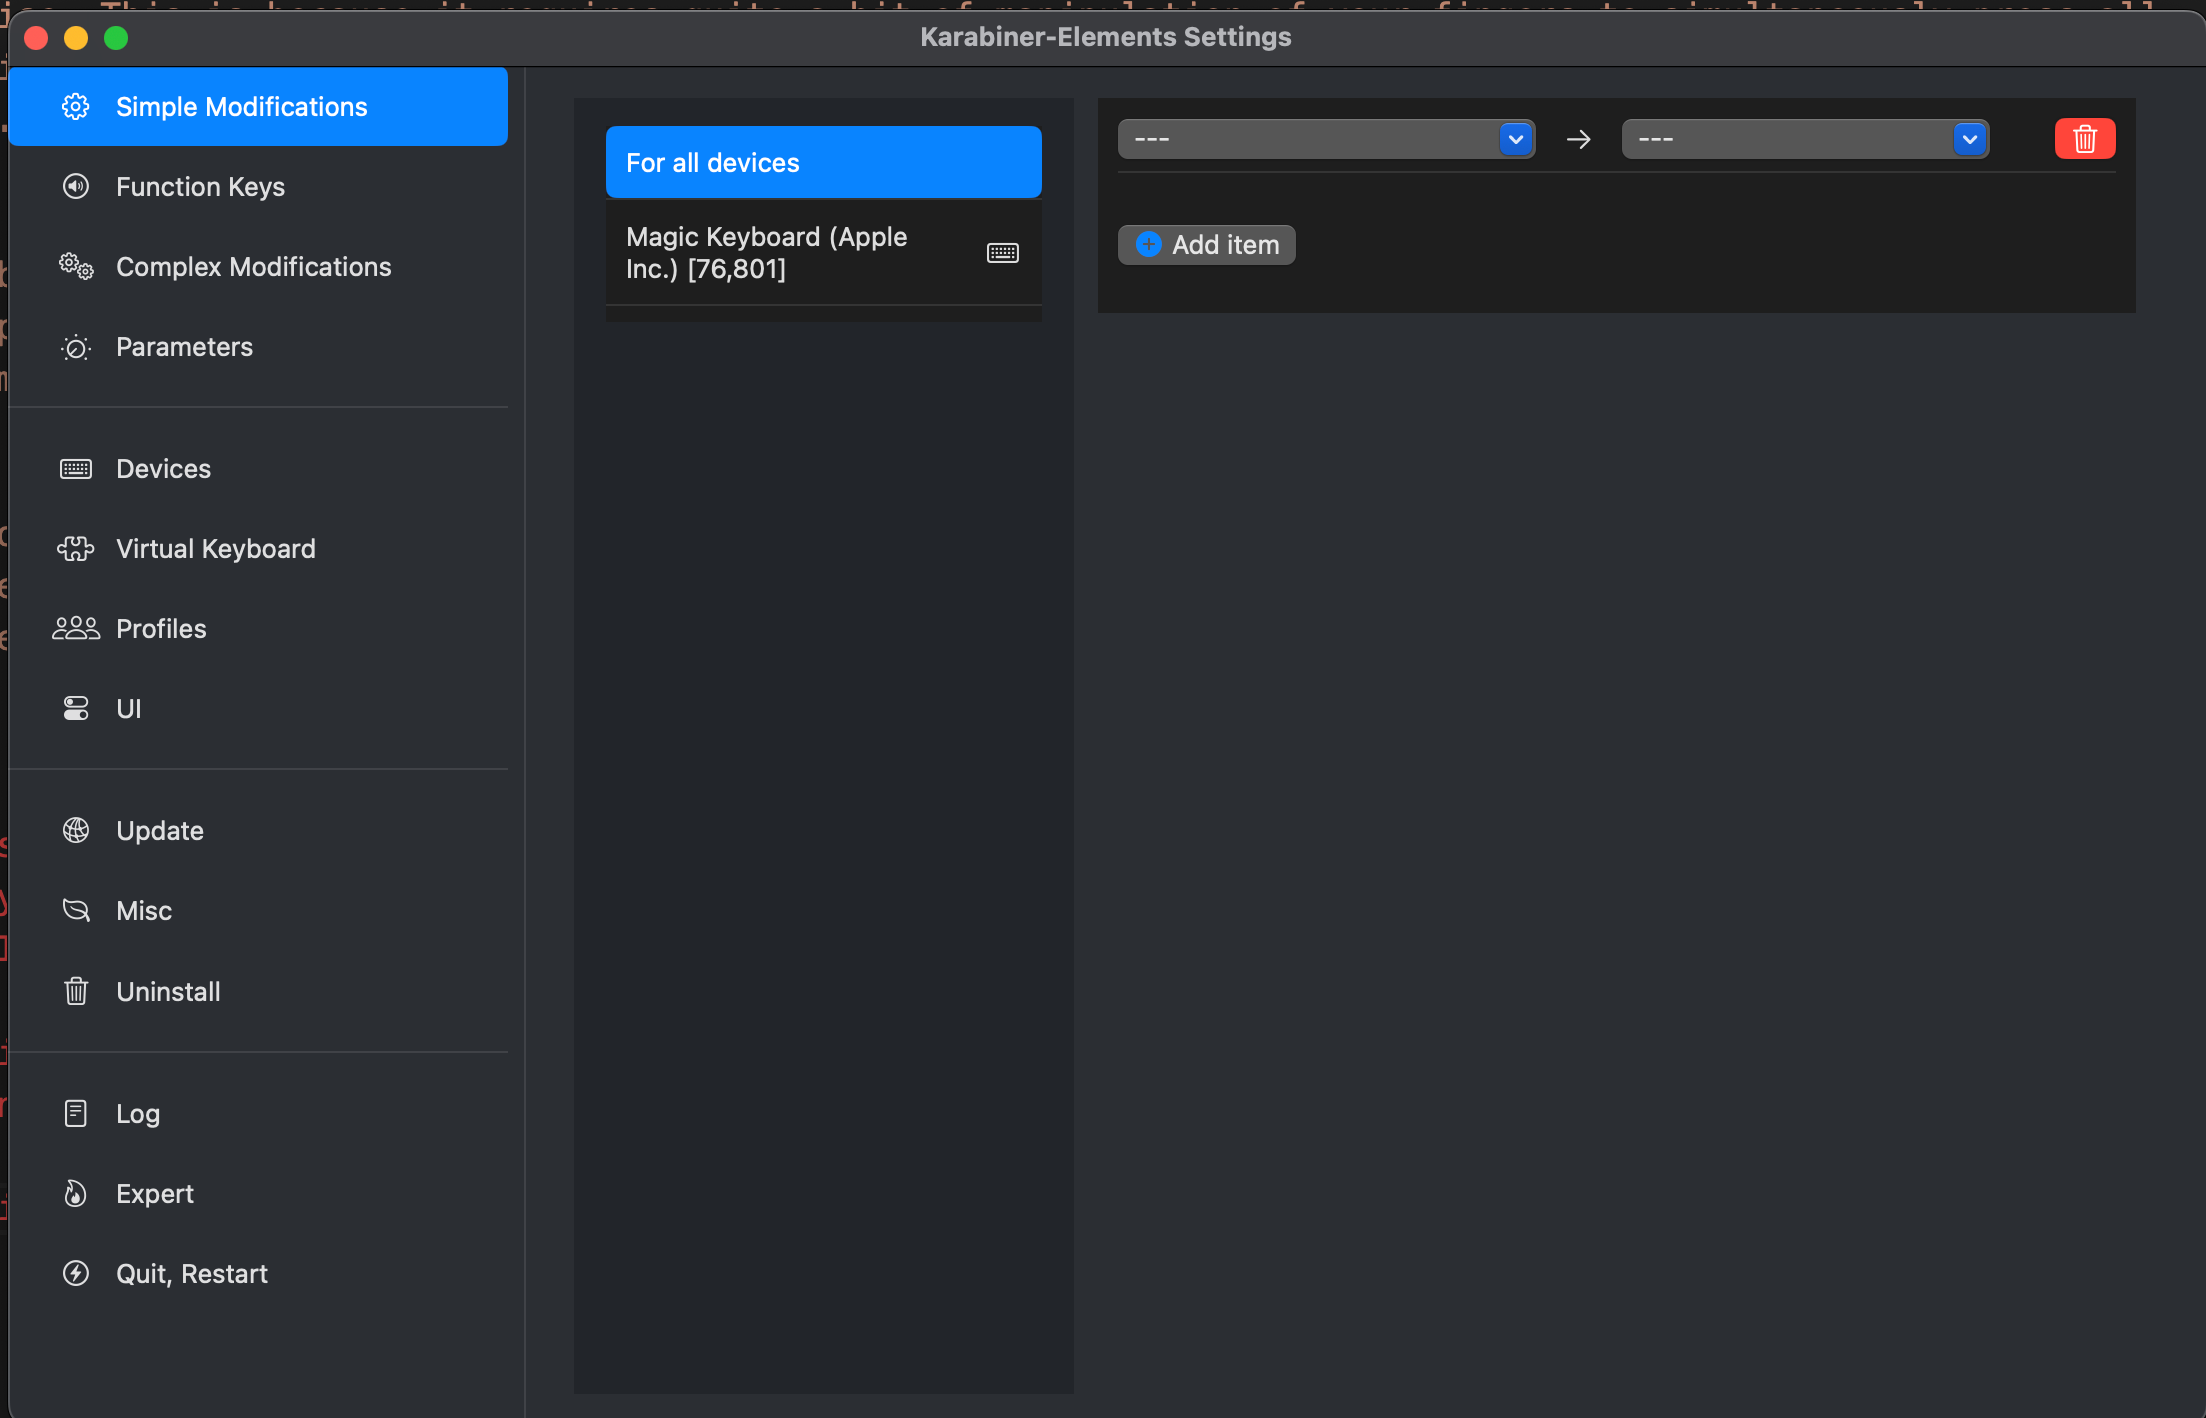 Karabiner-Elements Settings
Simple Modifications
Function Keys
Complex Modifications
Parameters
Devices
Virtual Keyboard
Profiles
UI
Update
Misc
Uninstall
Log
Expert
Quit, Restart
For all devices
Magic Keyboard (Apple
Inc.) [76,801]
--- → ---
Add item